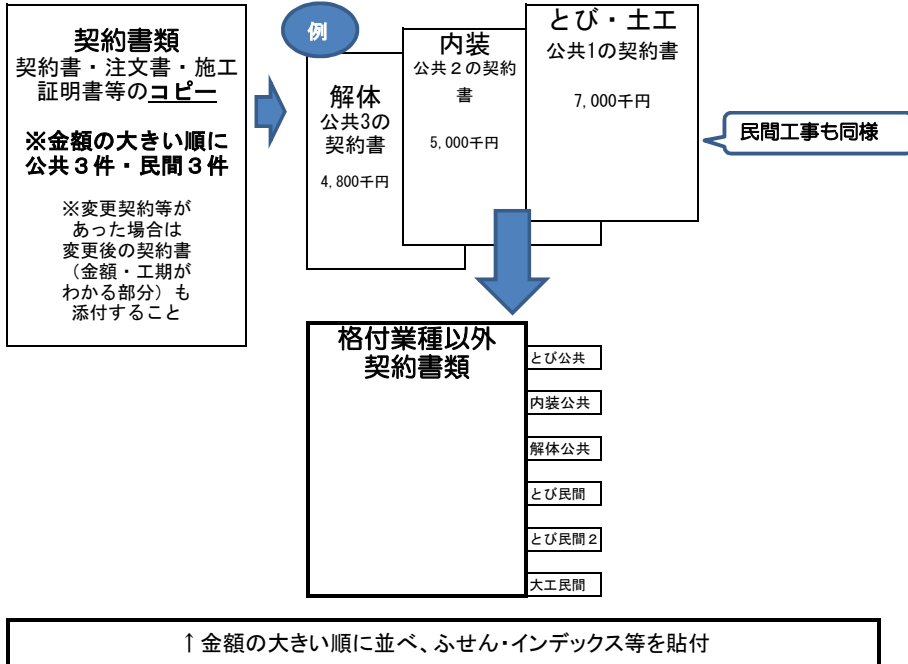 契約書類
契約書・注文書・施工
証明書等のコピー
※金額の大きい順に
公共３件・民間３件
※変更契約等が
あった場合は
変更後の契約書
（金額・工期が
わかる部分）も
添付すること
例
解体
公共3の
契約書
4,800千円
内装
公共２の契約
書
5,000千円
とび・土工
公共1の契約書
7,000千円
民間工事も同様
格付業種以外
契約書類
とび公共
内装公共
解体公共
とび民間
とび民間２
大工民間
↑金額の大きい順に並べ、ふせん・インデックス等を貼付